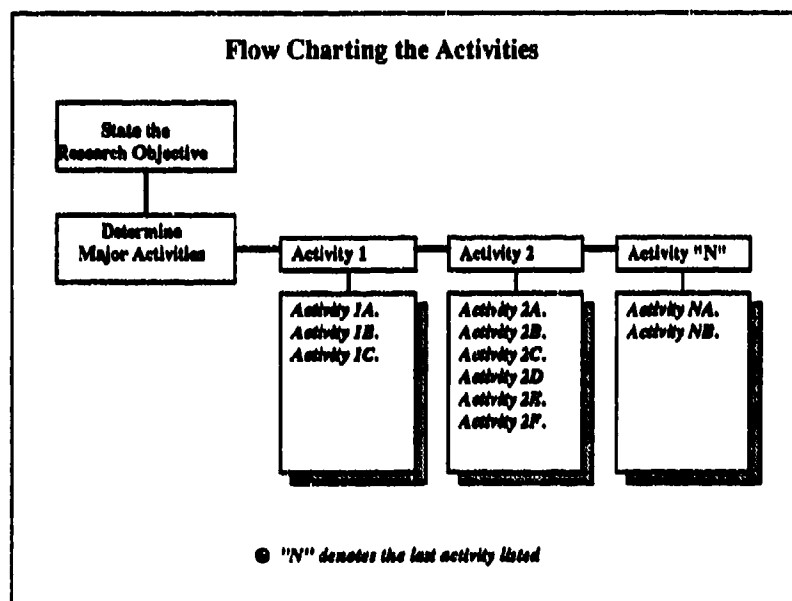 Flow Charting the Activities
State the
Research Objective
Determine
Major Activities
Activity 1
Activity 2
Activity "N"
Activity 1A.
Activity 1B.
Activity 1C.
Activity 2A.
Activity 2B.
Activity 2C.
Activity 2D
Activity 2E.
Activity 2F.
Activity NA.
Activity NB.
"N" denotes the last activity listed